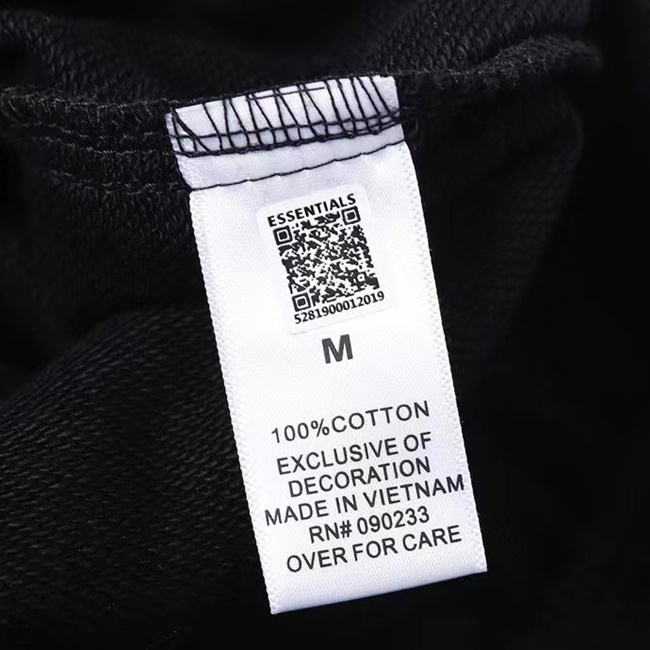 ESSENTIALS
5281900012019
M
100%COTTON
EXCLUSIVE OF
DECORATION
MADE IN VIETNAM
RN# 090233
OVER FOR CARE